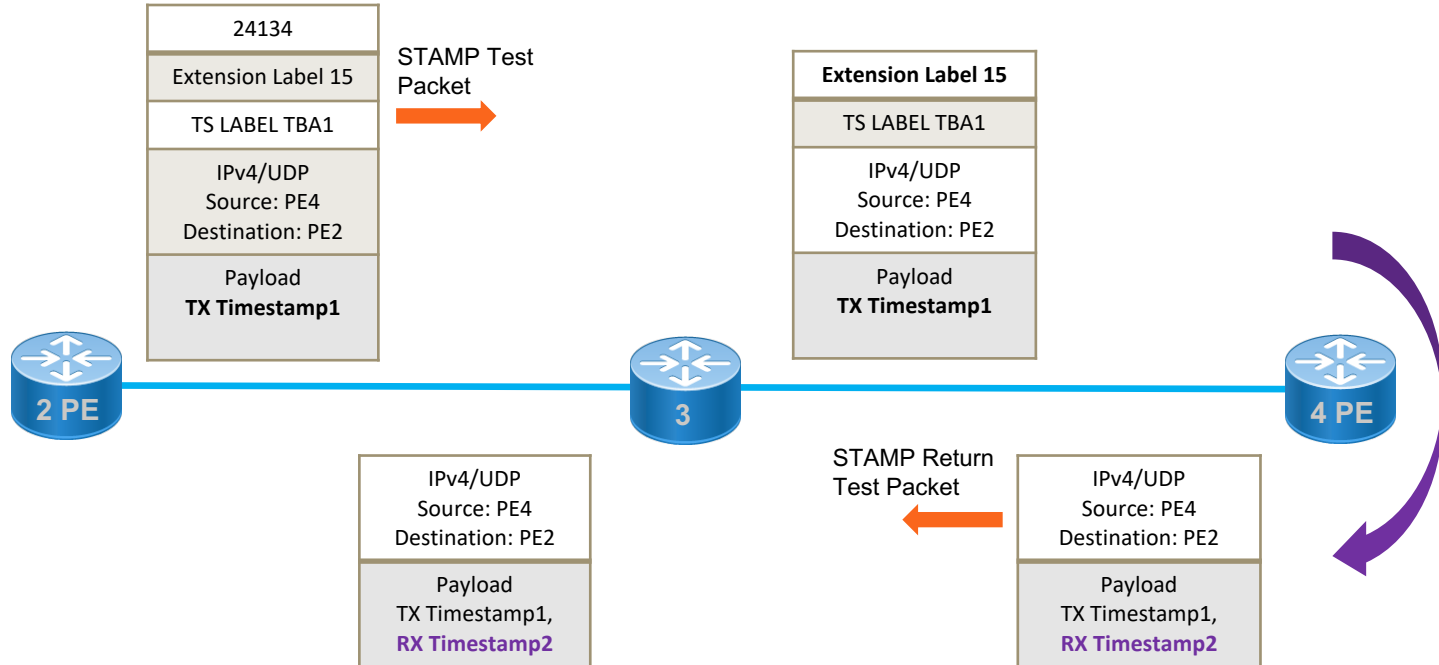 24134
Extension Label 15
TS LABEL TBA1
IPv4/UDP
Source: PE4
Destination: PE2
Payload
TX Timestamp1
STAMP Test
Packet
Extension Label 15
TS LABEL TBA1
IPv4/UDP
Source: PE4
Destination: PE2
Payload
TX Timestamp1
2 PE
3
4 PE
IPv4/UDP
Source: PE4
Destination: PE2
Payload
TX Timestamp1,
RX Timestamp2
STAMP Return
Test Packet
IPv4/UDP
Source: PE4
Destination: PE2
Payload
TX Timestamp1,
RX Timestamp2